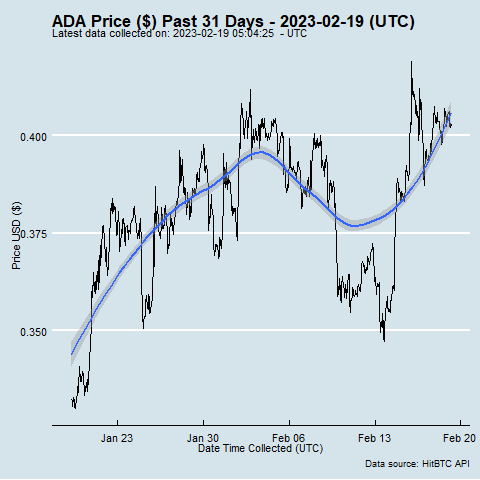 ADA Price ($) Past 31 Days - 2023-02-19 (UTC)
Latest data collected on: 2023-02-19 05:04:25 - UTC
0.400
0.375
0.350
Price USD ($)
Jan 23 Jan 30 Feb 06 Feb 13 Feb 20
Date Time Collected (UTC)
Data source: HitBTC API